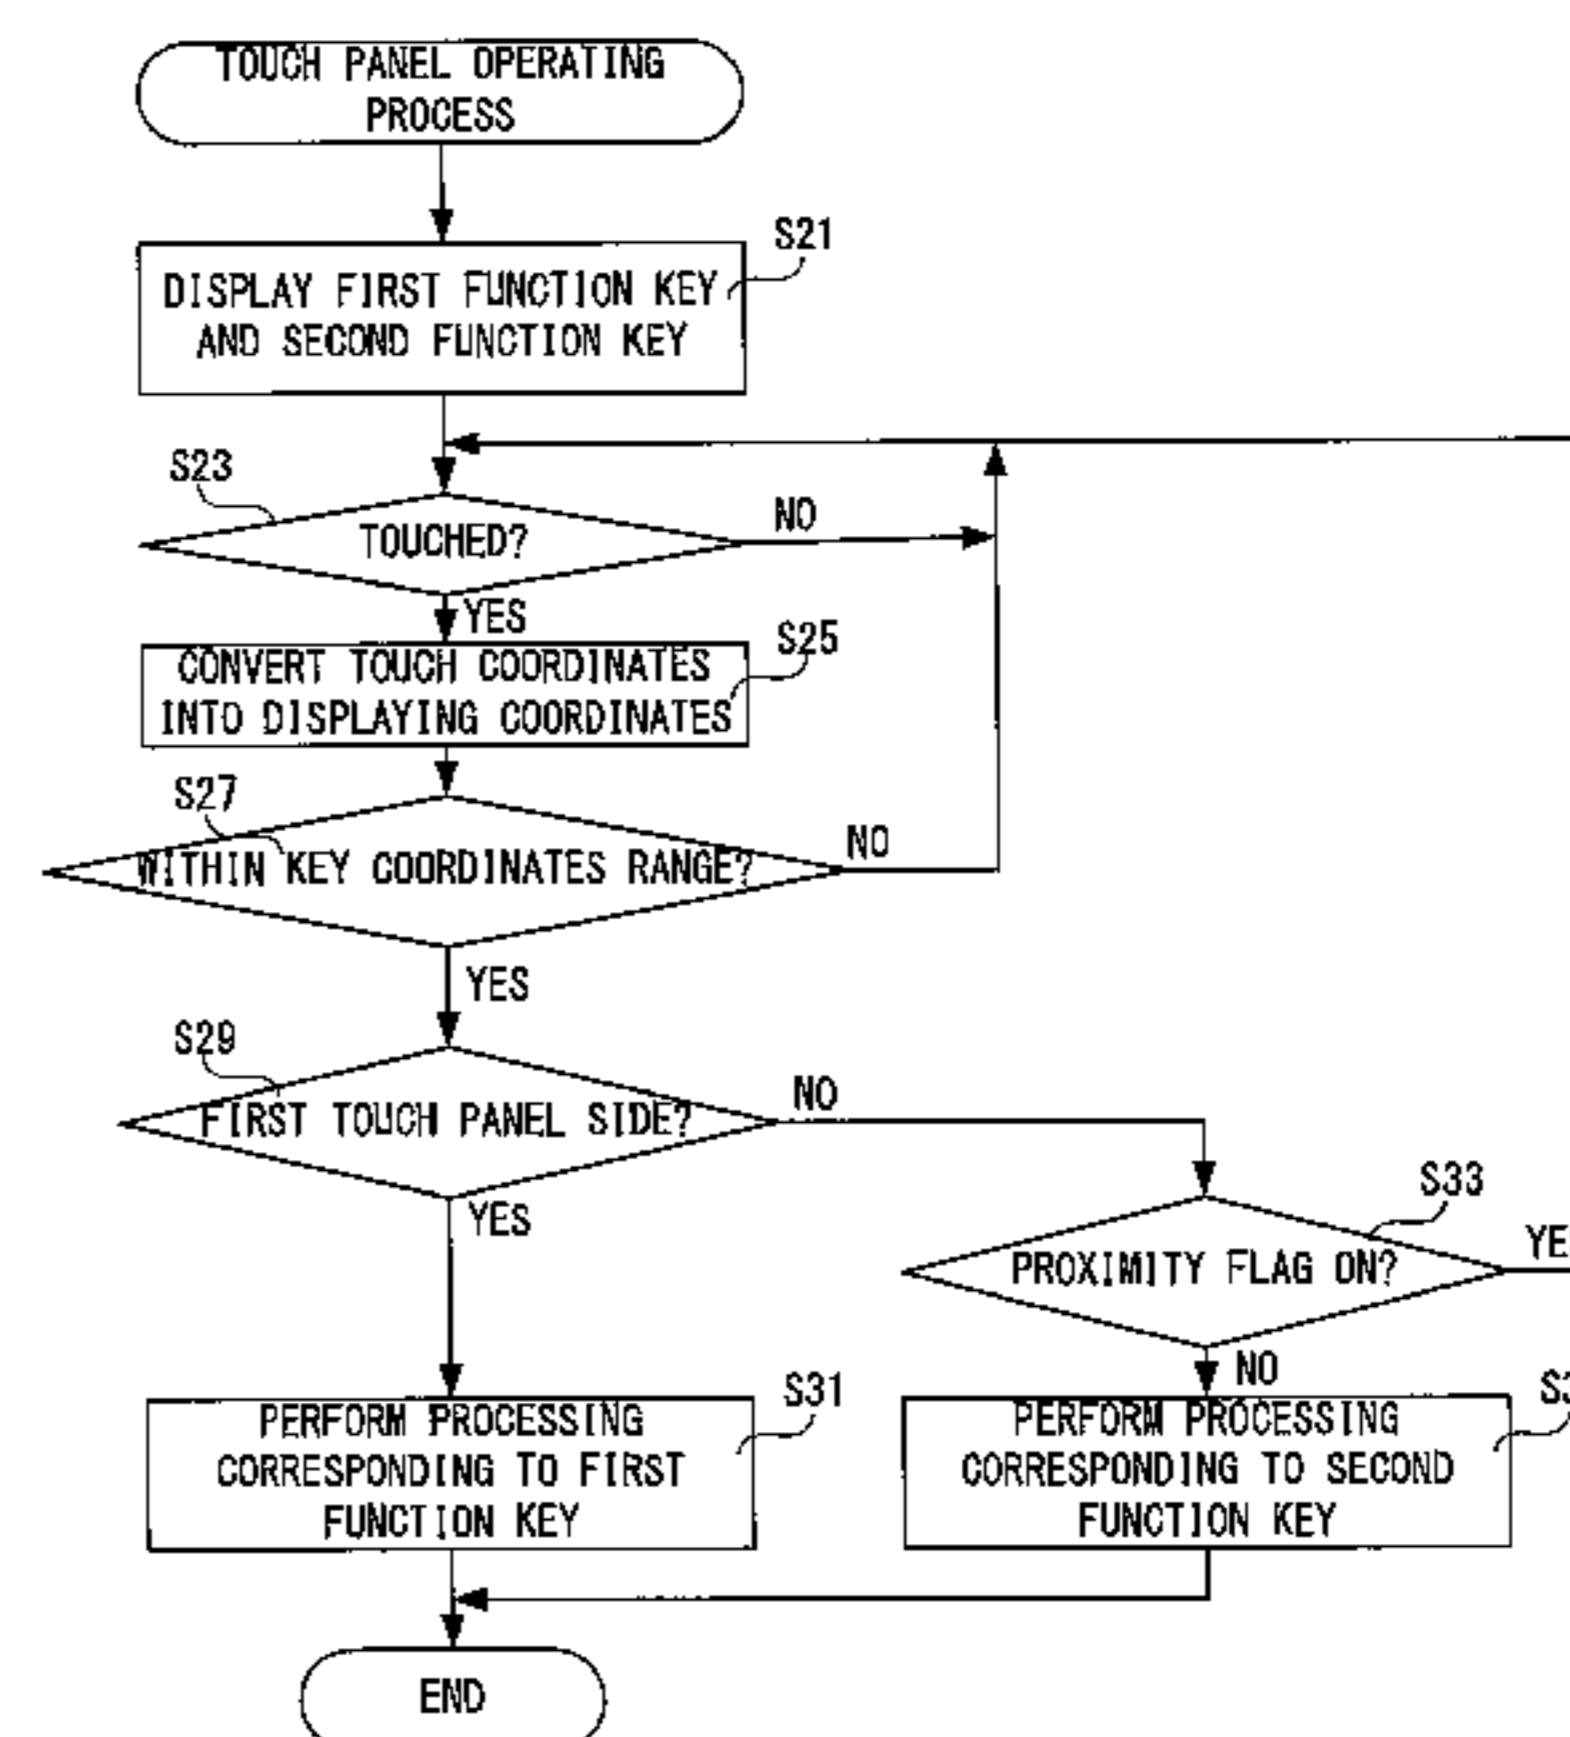 TOUCH PANEL OPERATING
PROCESS
S21
DISPLAY FIRST FUNCTION KEY
AND SECOND FUNCTION KEY
S23
TOUCHED?
NO
YES
S25
CONVERT TOUCH COORDINATES
INTO DISPLAYING COORDINATES
S27
WITHIN KEY COORDINATES RANGE?
NO
YES
S29
FIRST TOUCH PANEL SIDE?
NO
YES
S33
PROXIMITY FLAG ON?
NO
S31
PERFORM PROCESSING
CORRESPONDING TO FIRST
FUNCTION KEY
PERFORM PROCESSING
CORRESPONDING TO SECOND
FUNCTION KEY
END